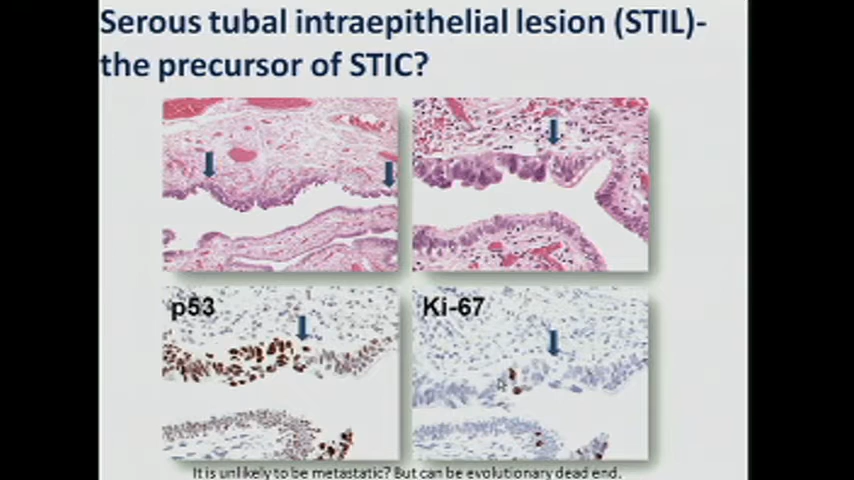 Serous tubal intraepithelial lesion (STIL)-
the precursor of STIC?
p53
Ki-67
It is unlikely to be metastatic? But can be evolutionary dead end.